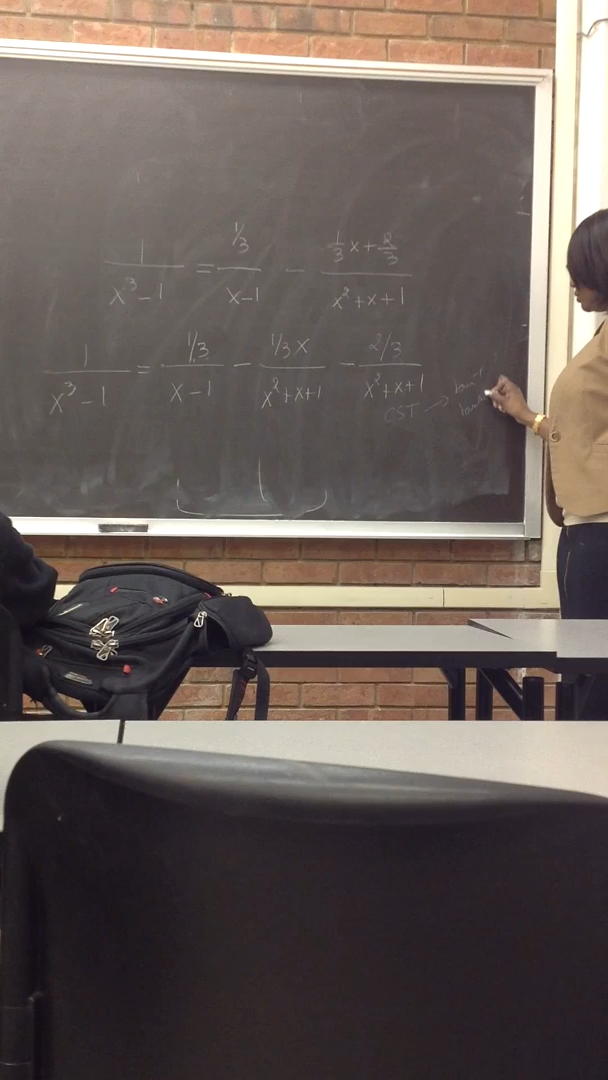 1/(x³-1) = (1/3)/(x-1) - (1/3 x + 2/3)/(x²+x+1)
1/(x³-1) = (1/3)/(x-1) - (1/3 x)/(x²+x+1) - (2/3)/(x²+x+1)
CST →